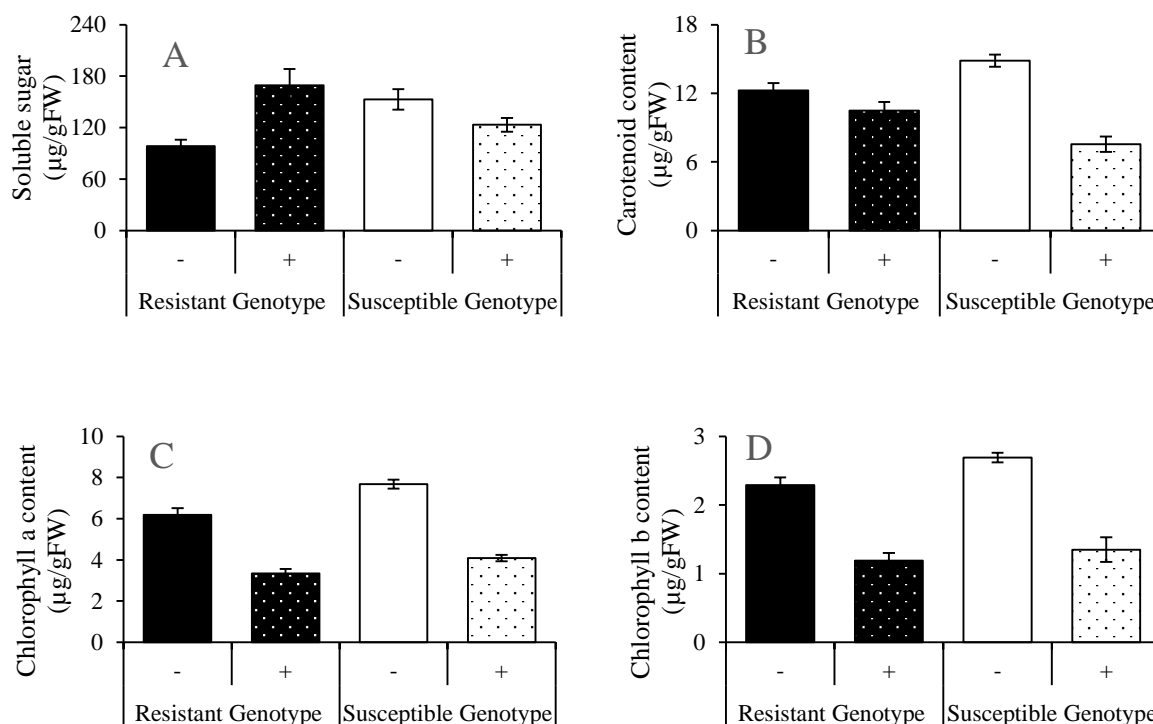 A
Soluble sugar
(µg/gFW)
240
180
120
60
0
- + - +
Resistant Genotype Susceptible Genotype
B
Carotenoid content
(µg/gFW)
18
12
6
0
- + - +
Resistant Genotype Susceptible Genotype
C
Chlorophyll a content
(µg/gFW)
10
8
6
4
2
0
- + - +
Resistant Genotype Susceptible Genotype
D
Chlorophyll b content
(µg/gFW)
3
2
1
0
- + - +
Resistant Genotype Susceptible Genotype